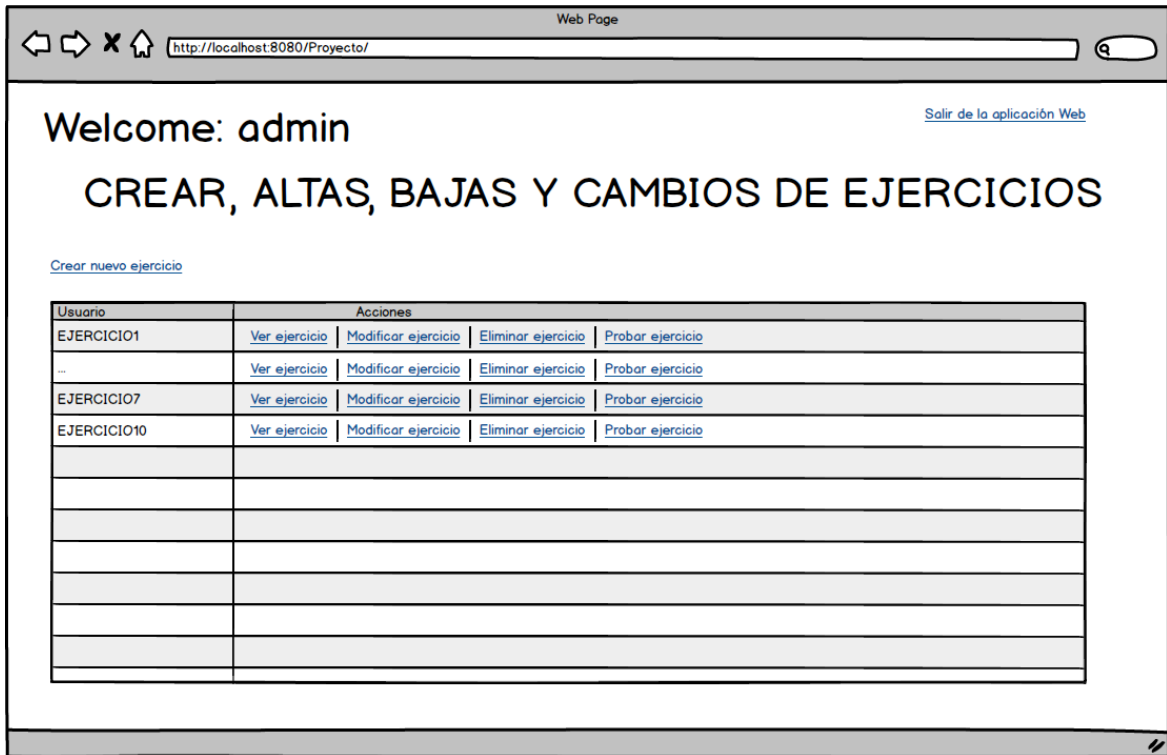 Web Page
http://localhost:8080/Proyecto/
Salir de la aplicación Web
Welcome: admin
CREAR, ALTAS, BAJAS Y CAMBIOS DE EJERCICIOS
Crear nuevo ejercicio
Usuario Acciones
EJERCICIO1 Ver ejercicio Modificar ejercicio Eliminar ejercicio Probar ejercicio
... Ver ejercicio Modificar ejercicio Eliminar ejercicio Probar ejercicio
EJERCICIO7 Ver ejercicio Modificar ejercicio Eliminar ejercicio Probar ejercicio
EJERCICIO10 Ver ejercicio Modificar ejercicio Eliminar ejercicio Probar ejercicio